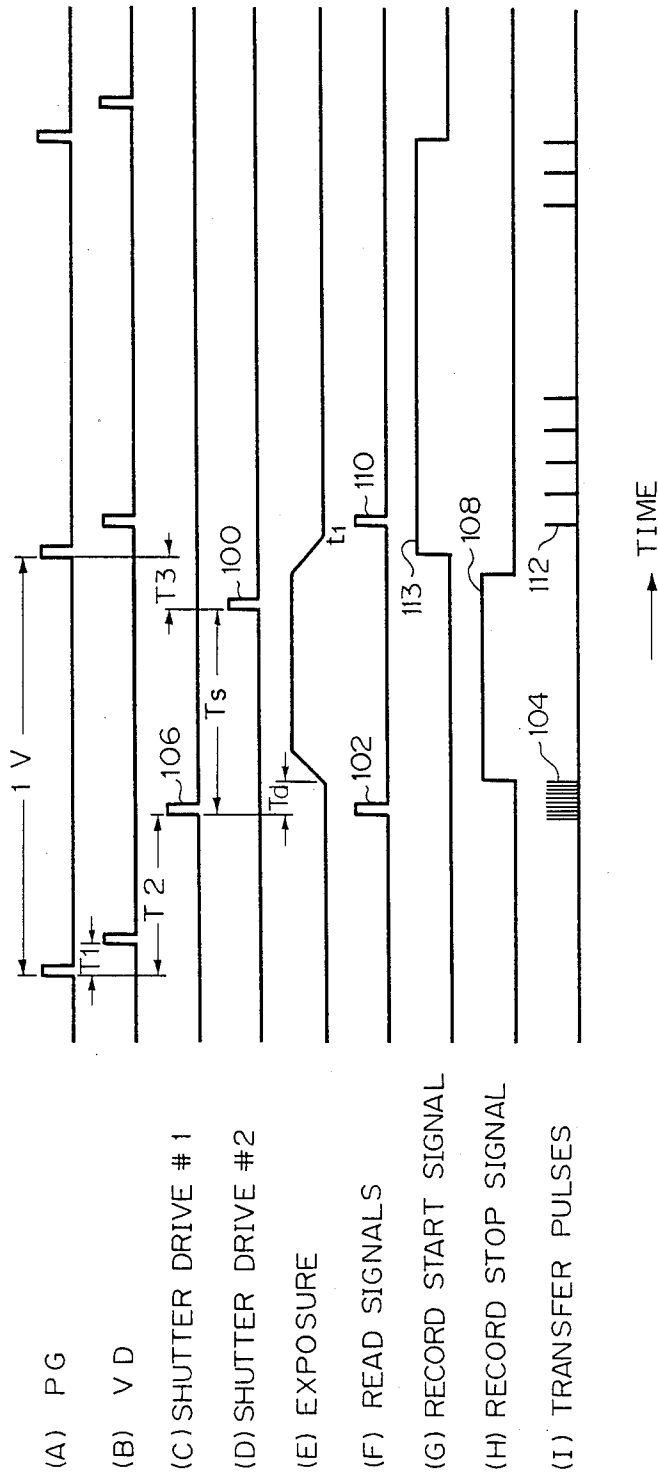 (A) PG
(B) VD
(C) SHUTTER DRIVE #1
(D) SHUTTER DRIVE #2
(E) EXPOSURE
(F) READ SIGNALS
(G) RECORD START SIGNAL
(H) RECORD STOP SIGNAL
(I) TRANSFER PULSES
1 V
T1
T2
106
T3
100
Ts
Td
t1
102
110
113
108
104
112
TIME